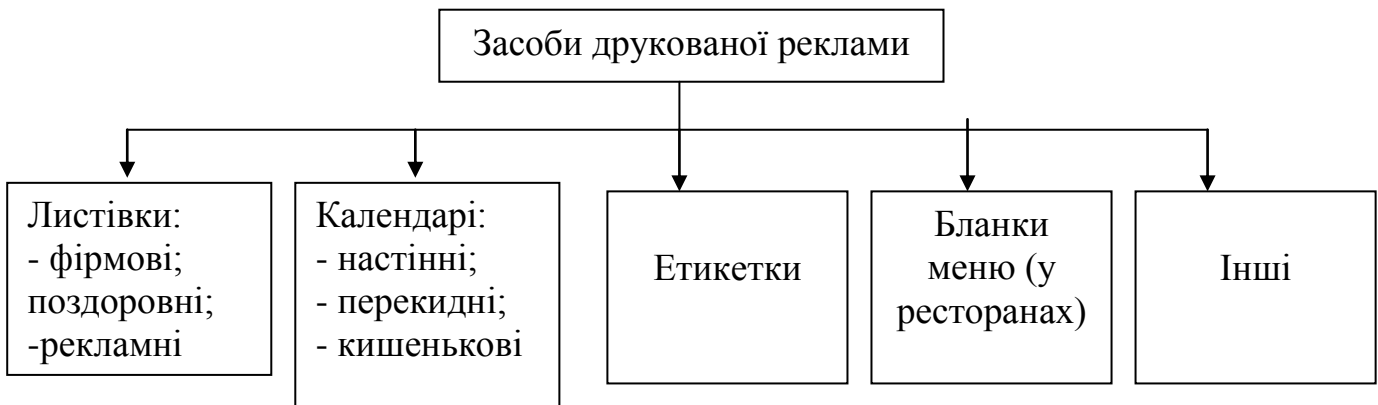 Засоби друкованої реклами
Листівки:
- фірмові;
поздоровні;
-рекламні
Календарі:
- настінні;
- перекидні;
- кишенькові
Етикетки
Бланки
меню (у
ресторанах)
Інші